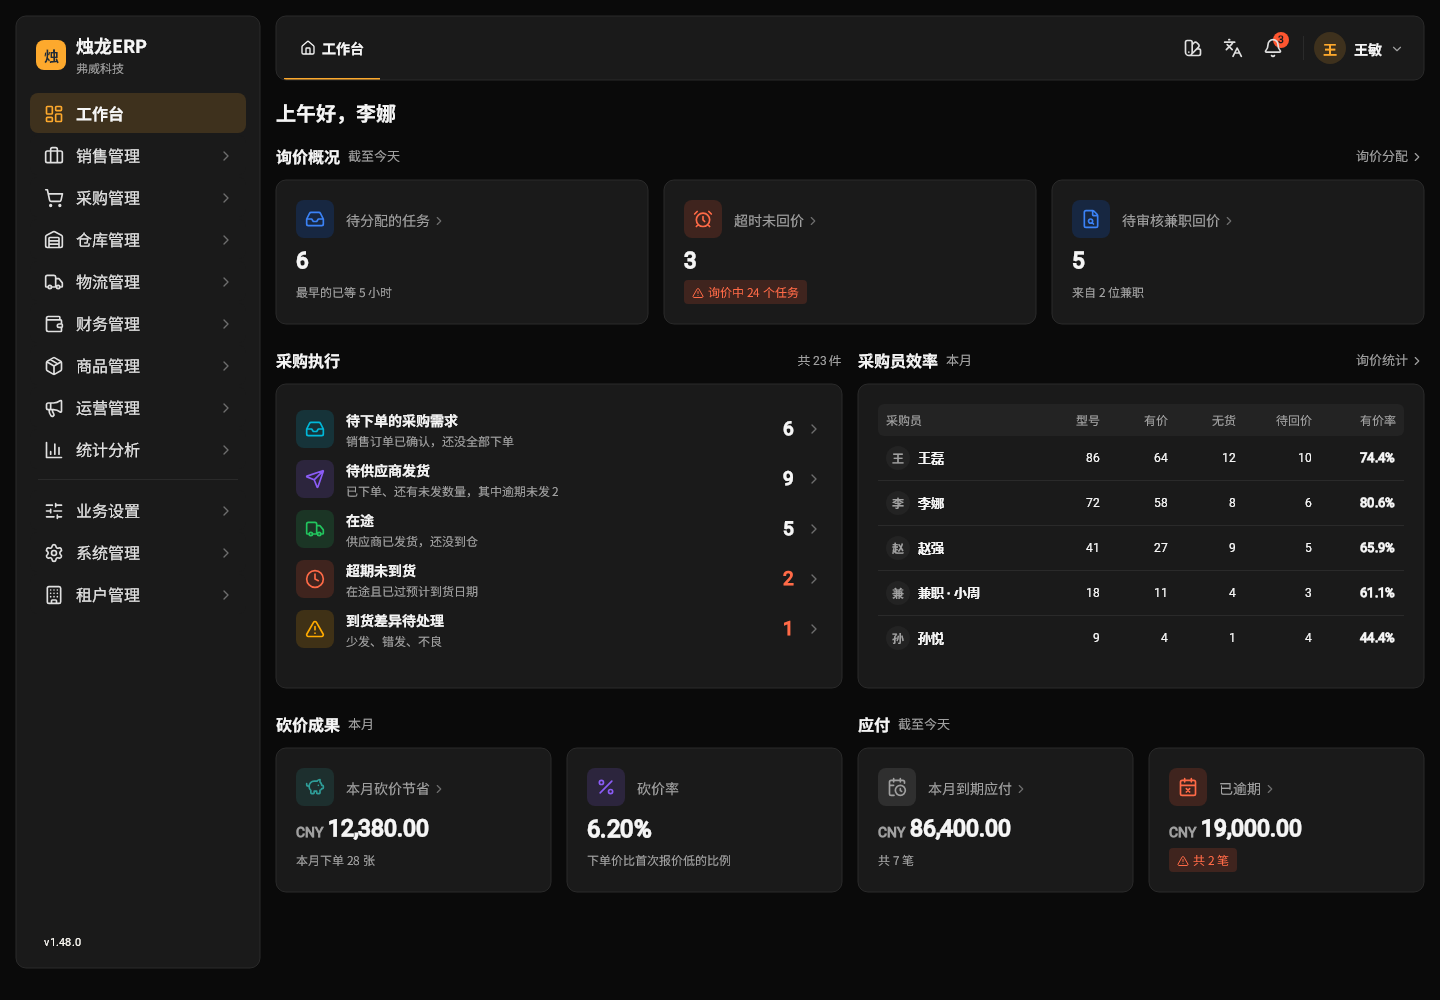 烛
烛龙ERP
弗威科技
工作台
销售管理
采购管理
仓库管理
物流管理
财务管理
商品管理
运营管理
统计分析
业务设置
系统管理
租户管理
v1.48.0
工作台
3
王
王敏
上午好，李娜
询价概况 截至今天
询价分配
待分配的任务
6
最早的已等 5 小时
超时未回价
3
询价中 24 个任务
待审核兼职回价
5
来自 2 位兼职
采购执行
共 23 件
待下单的采购需求
销售订单已确认，还没全部下单
6
待供应商发货
已下单、还有未发数量，其中逾期未发 2
9
在途
供应商已发货，还没到仓
5
超期未到货
在途且已过预计到货日期
2
到货差异待处理
少发、错发、不良
1
采购员效率 本月
询价统计
采购员 型号 有价 无货 待回价 有价率
王 王磊 86 64 12 10 74.4%
李 李娜 72 58 8 6 80.6%
赵 赵强 41 27 9 5 65.9%
兼 兼职 · 小周 18 11 4 3 61.1%
孙 孙悦 9 4 1 4 44.4%
砍价成果 本月
本月砍价节省
CNY 12,380.00
本月下单 28 张
砍价率
6.20%
下单价比首次报价低的比例
应付 截至今天
本月到期应付
CNY 86,400.00
共 7 笔
已逾期
CNY 19,000.00
共 2 笔